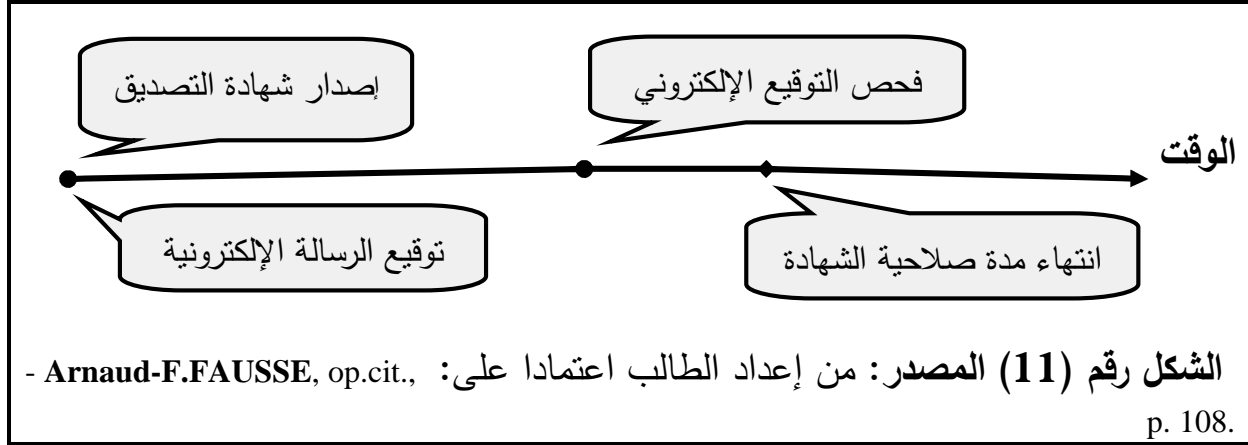 إصدار شهادة التصديق
فحص التوقيع الإلكتروني
الوقت
توقيع الرسالة الإلكترونية
انتهاء مدة صلاحية الشهادة
الشكل رقم (11) المصدر: من إعداد الطالب اعتمادا على: - Arnaud-F.FAUSSE, op.cit.,
p. 108.